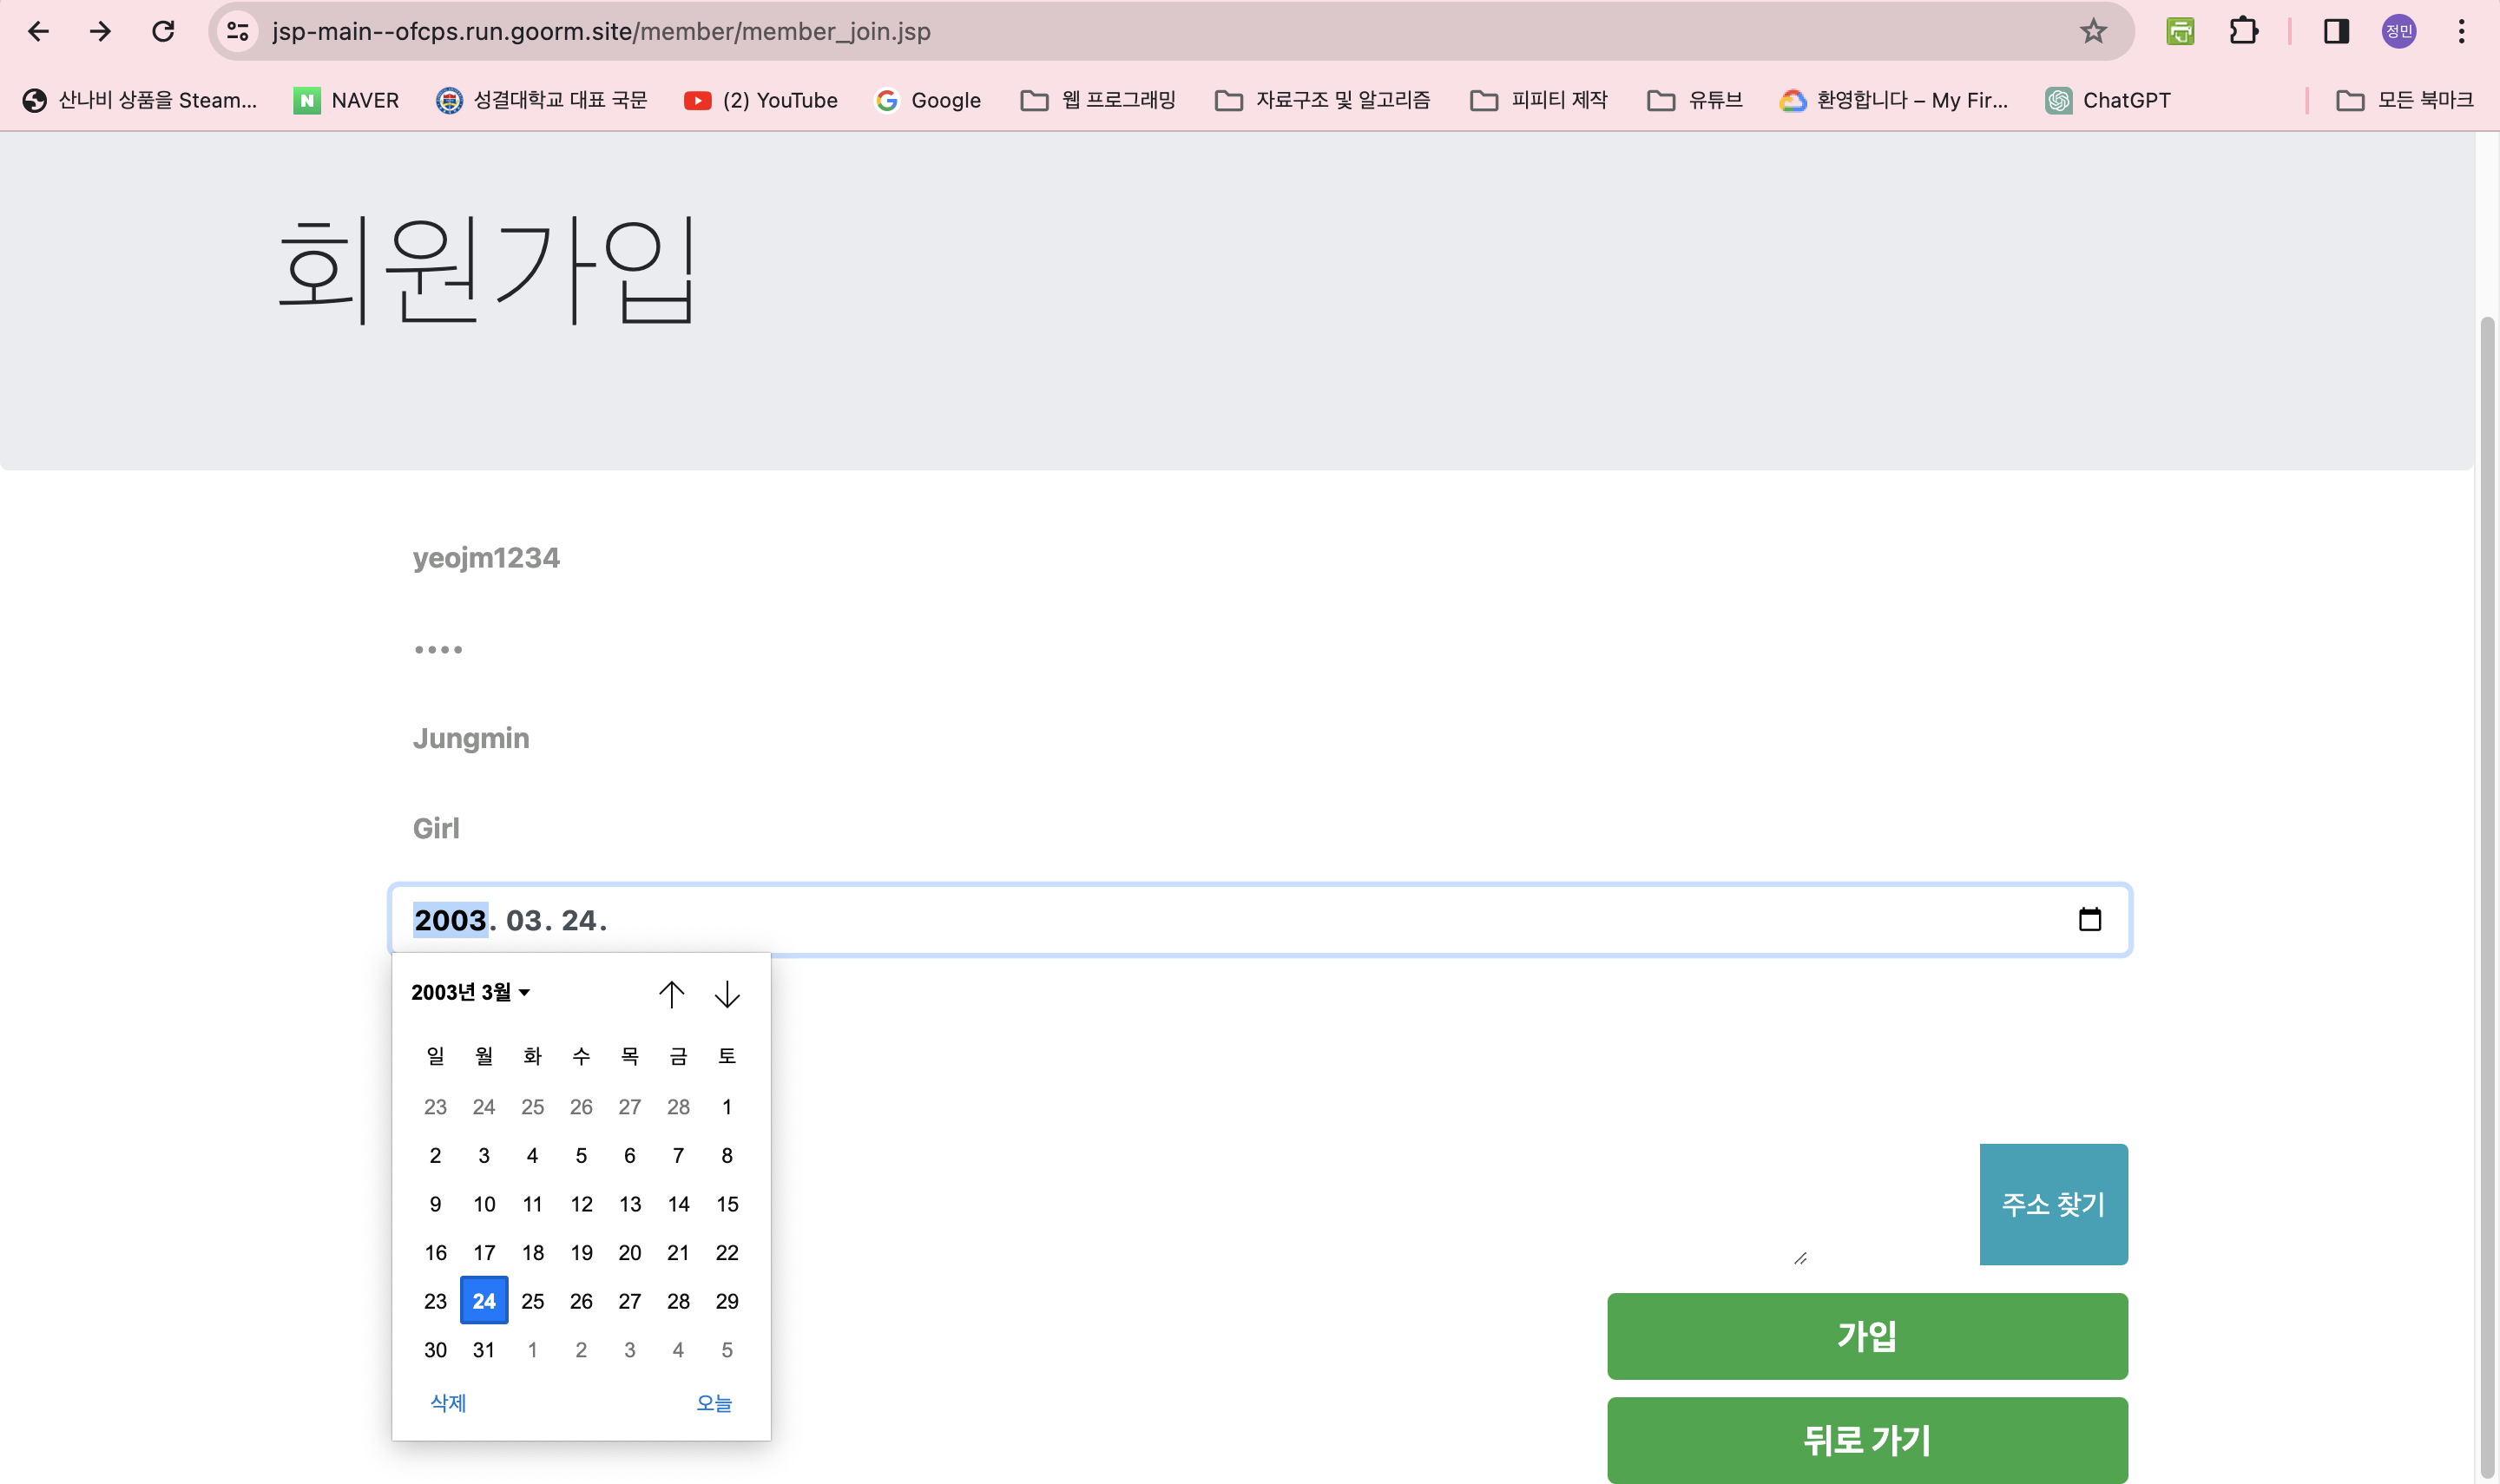 jsp-main--ofcps.run.goorm.site/member/member_join.jsp
정민
산나비 상품을 Steam...
N NAVER
성결대학교 대표 국문
(2) YouTube
G Google
웹 프로그래밍
자료구조 및 알고리즘
피피티 제작
유튜브
환영합니다 – My Fir...
ChatGPT
모든 북마크
회원가입
yeojm1234
••••
Jungmin
Girl
2003. 03. 24.
2003년 3월
일 월 화 수 목 금 토
23 24 25 26 27 28 1
2 3 4 5 6 7 8
9 10 11 12 13 14 15
16 17 18 19 20 21 22
23 24 25 26 27 28 29
30 31 1 2 3 4 5
삭제 오늘
주소 찾기
가입
뒤로 가기